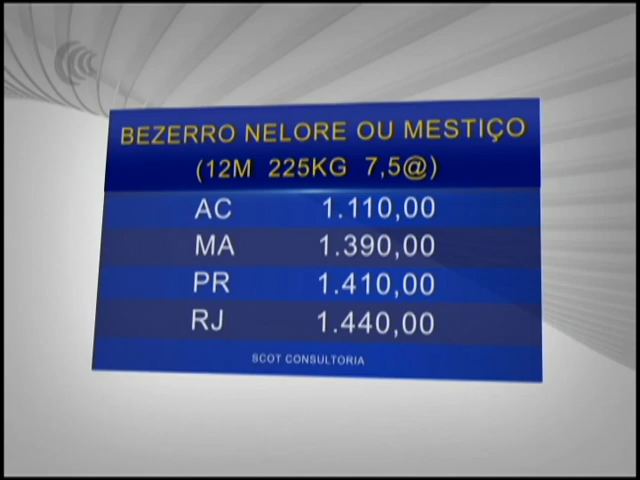 BEZERRO NELORE OU MESTIÇO
(12M 225KG 7,5@)
AC 1.110,00
MA 1.390,00
PR 1.410,00
RJ 1.440,00
SCOT CONSULTORIA